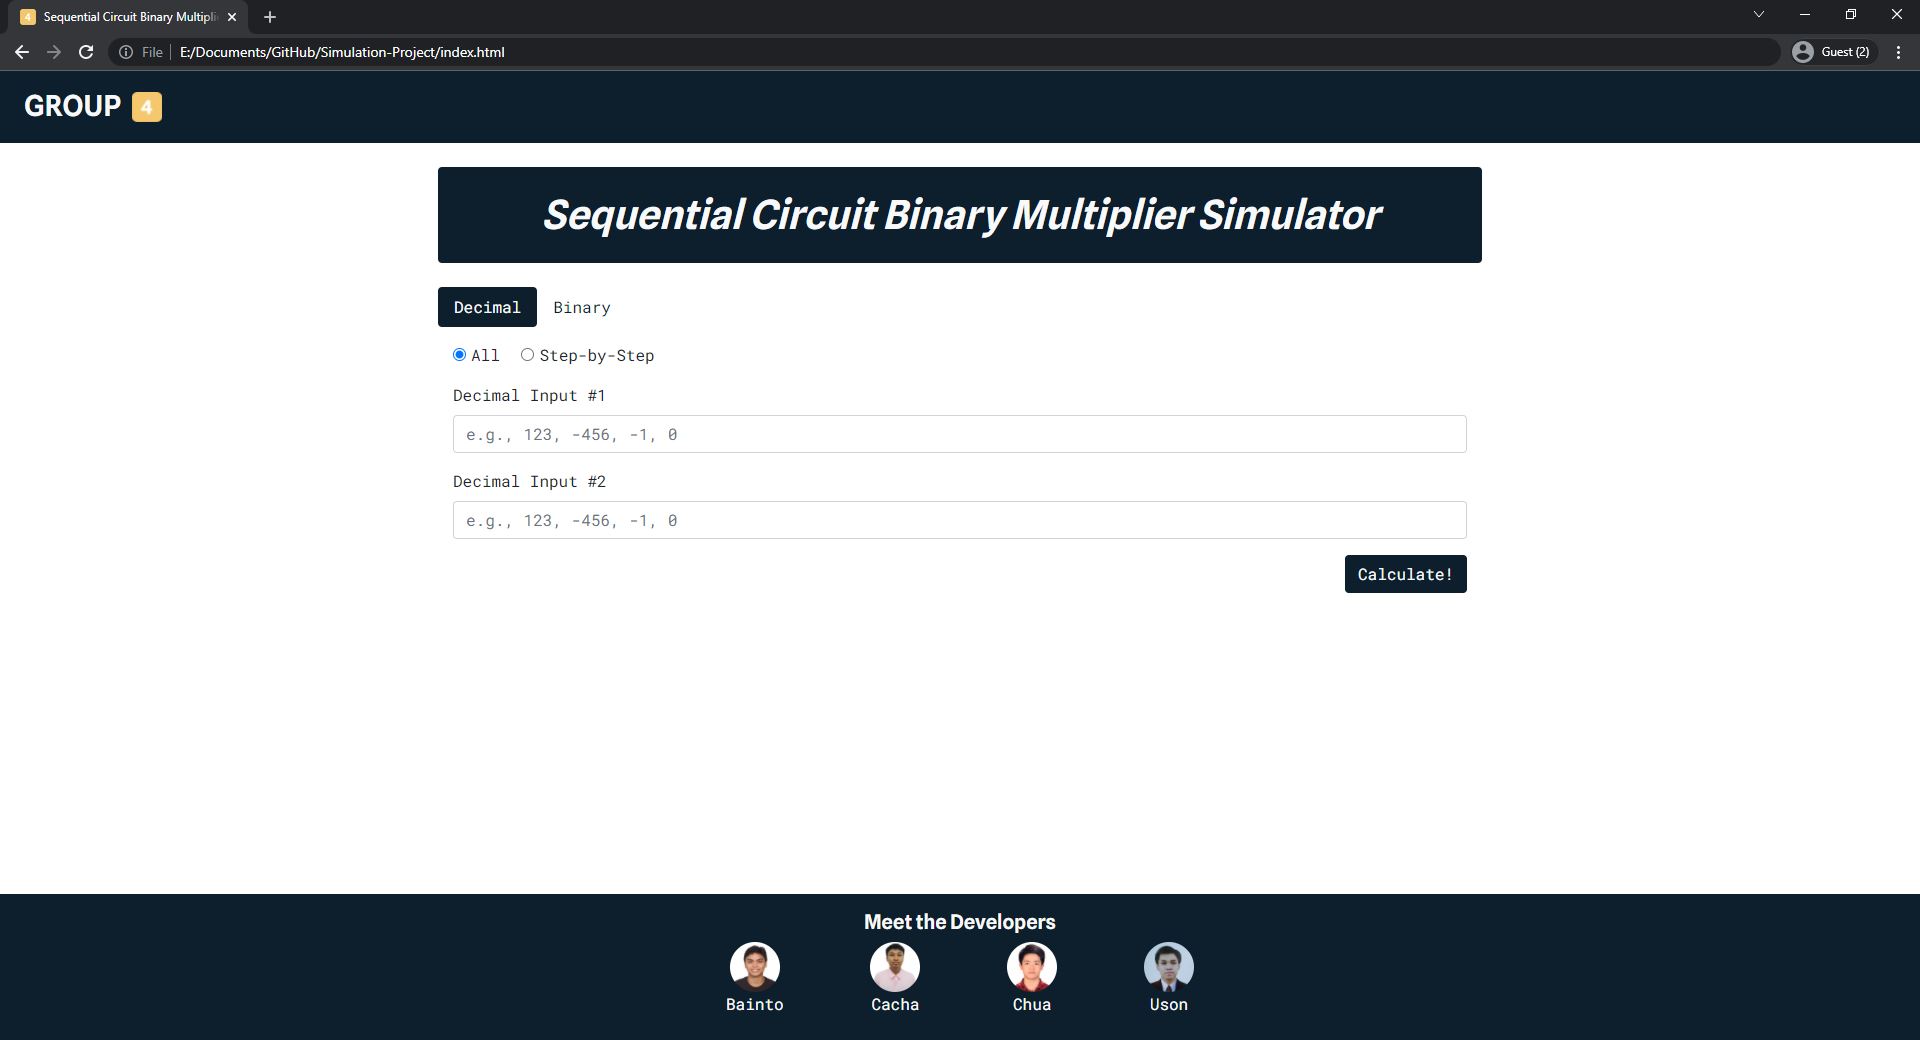 Sequential Circuit Binary Multipli
File E:/Documents/GitHub/Simulation-Project/index.html Guest (2)
GROUP 4
Sequential Circuit Binary Multiplier Simulator
Decimal Binary
All Step-by-Step
Decimal Input #1
e.g., 123, -456, -1, 0
Decimal Input #2
e.g., 123, -456, -1, 0
Calculate!
Meet the Developers
Bainto Cacha Chua Uson